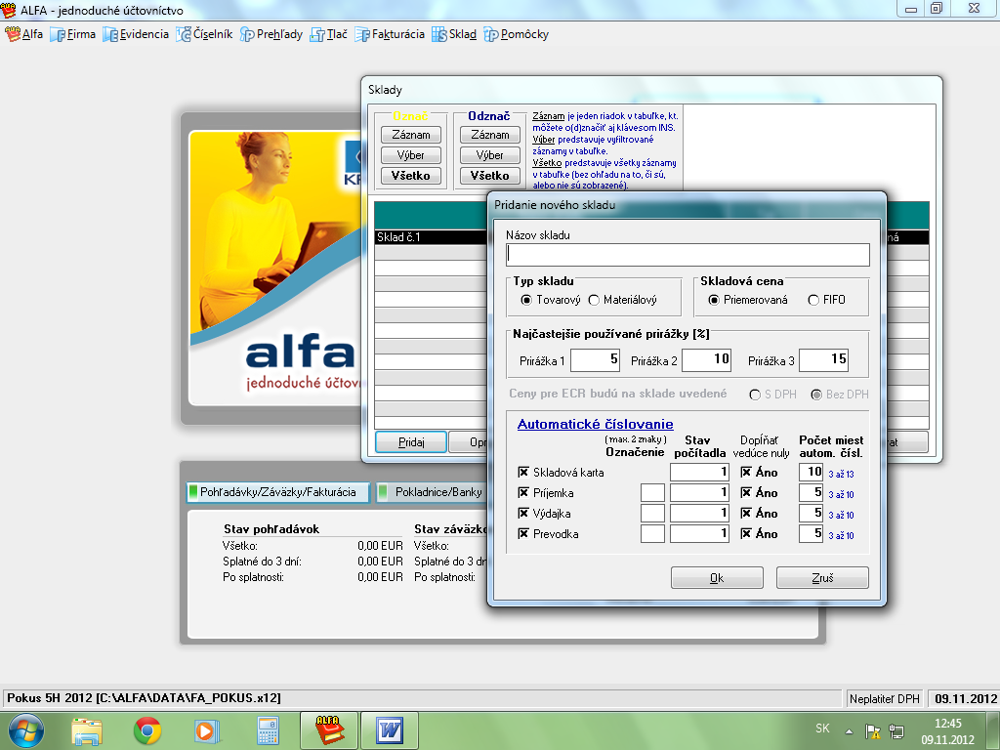 ALFA - jednoduché účtovníctvo
Alfa Firma Evidencia Číselník Prehľady Tlač Fakturácia Sklad Pomôcky
Sklady
Označ
Záznam
Výber
Všetko
Odznač
Záznam
Výber
Všetko
Záznam je jeden riadok v tabuľke, kt.
môžete o(d)značiť aj klávesom INS.
Výber predstavuje vyfiltrované
záznamy v tabuľke.
Všetko predstavuje všetky záznamy
v tabuľke (bez ohľadu na to, či sú,
alebo nie sú zobrazené).
Sklad č.1
Pridaj
alfa
jednoduché účtov
Pridanie nového skladu
Názov skladu
Typ skladu
Tovarový Materiálový
Skladová cena
Priemerovaná FIFO
Najčastejšie používané prirážky [%]
Prirážka 1 5 Prirážka 2 10 Prirážka 3 15
Ceny pre ECR budú na sklade uvedené S DPH Bez DPH
Automatické číslovanie
(max. 2 znaky) Označenie
Stav počítadla
Dopĺňať vedúce nuly
Počet miest autom. čísl.
Skladová karta 1 Áno 10 3 až 13
Príjemka 1 Áno 5 3 až 10
Výdajka 1 Áno 5 3 až 10
Prevodka 1 Áno 5 3 až 10
Ok Zruš
Pohľadávky/Záväzky/Fakturácia Pokladnice/Banky
Stav pohľadávok
Všetko: 0,00 EUR
Splatné do 3 dní: 0,00 EUR
Po splatnosti: 0,00 EUR
Stav záväzko
Všetko:
Splatné do 3 dn
Po splatnosti:
Pokus 5H 2012 [C:\ALFA\DATA\FA_POKUS.x12] Neplatiteľ DPH 09.11.2012
ALFA
SK
12:45
09.11.2012